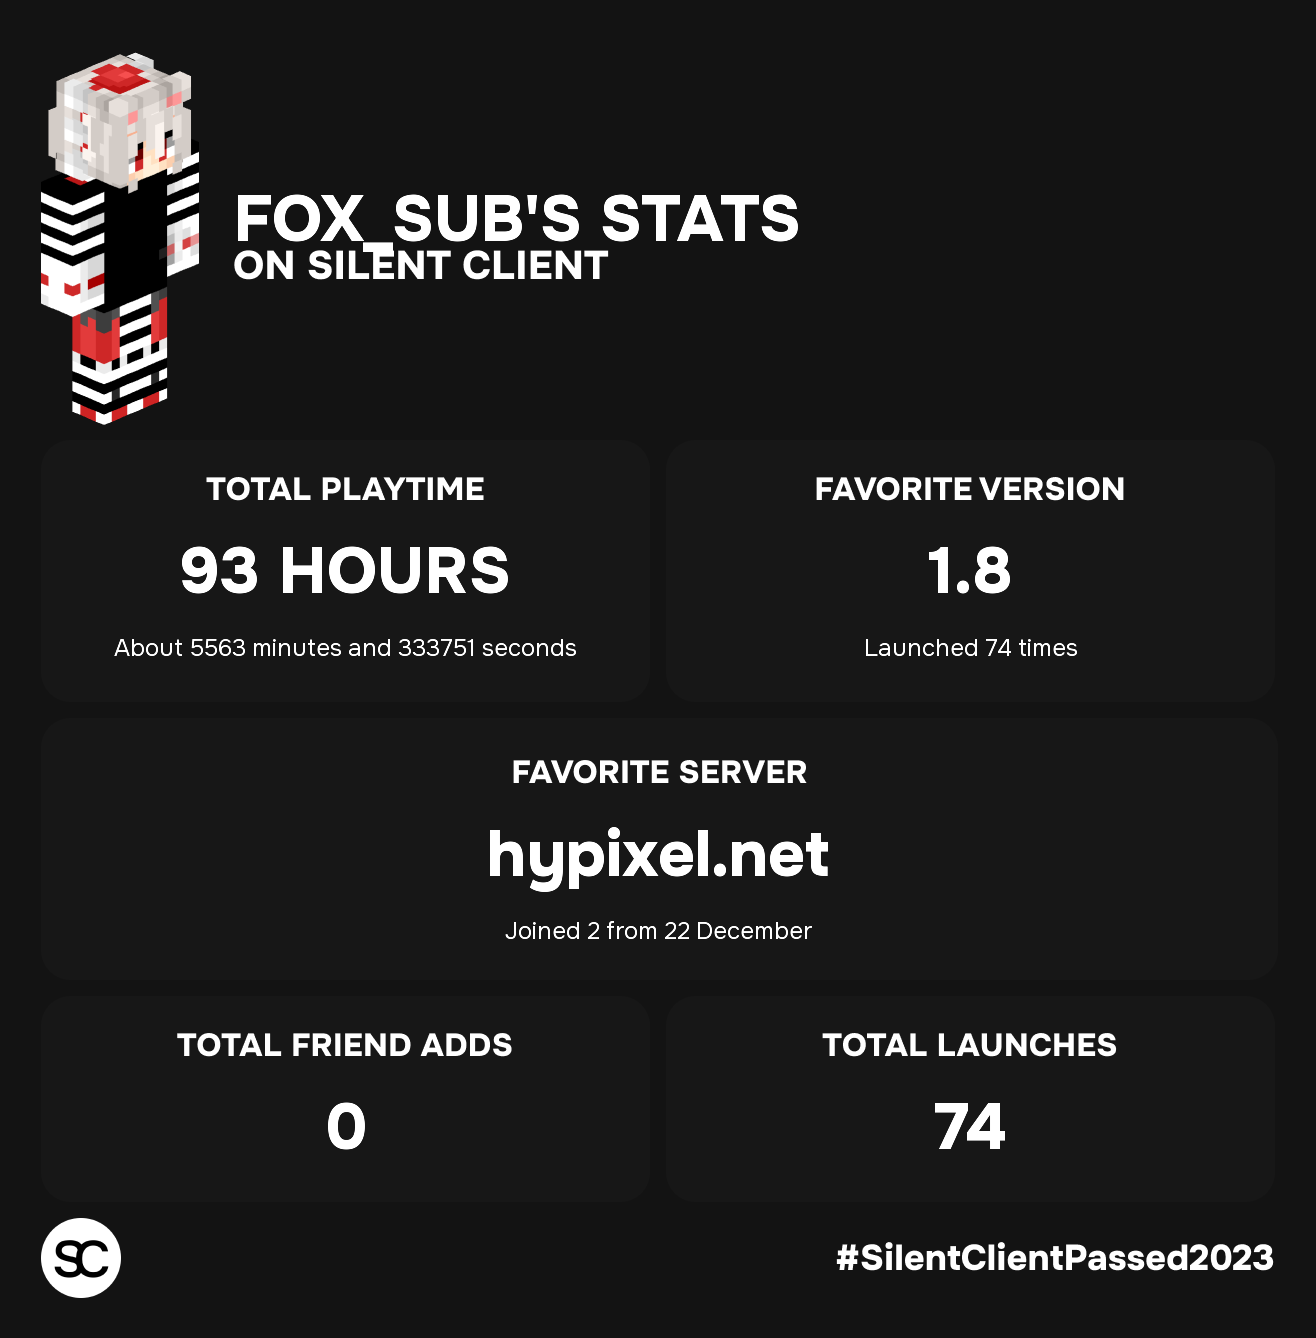 FOX_SUB'S STATS
ON SILENT CLIENT
TOTAL PLAYTIME
93 HOURS
About 5563 minutes and 333751 seconds
FAVORITE VERSION
1.8
Launched 74 times
FAVORITE SERVER
hypixel.net
Joined 2 from 22 December
TOTAL FRIEND ADDS
0
TOTAL LAUNCHES
74
SC
#SilentClientPassed2023